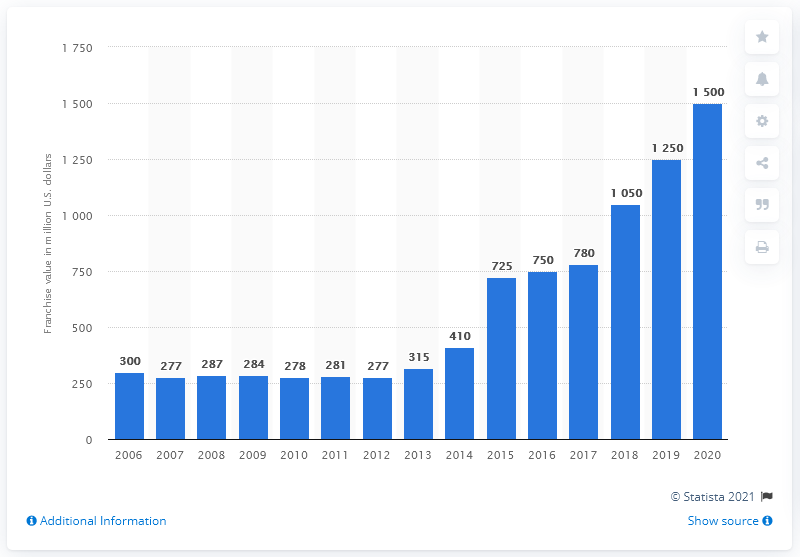 Franchise value in million U.S. dollars
1 750
1 500
1 250
1 000
750
500
250
0
300 277 287 284 278 281 277 315 410 725 750 780 1 050 1 250 1 500
2006 2007 2008 2009 2010 2011 2012 2013 2014 2015 2016 2017 2018 2019 2020
© Statista 2021
Additional Information Show source